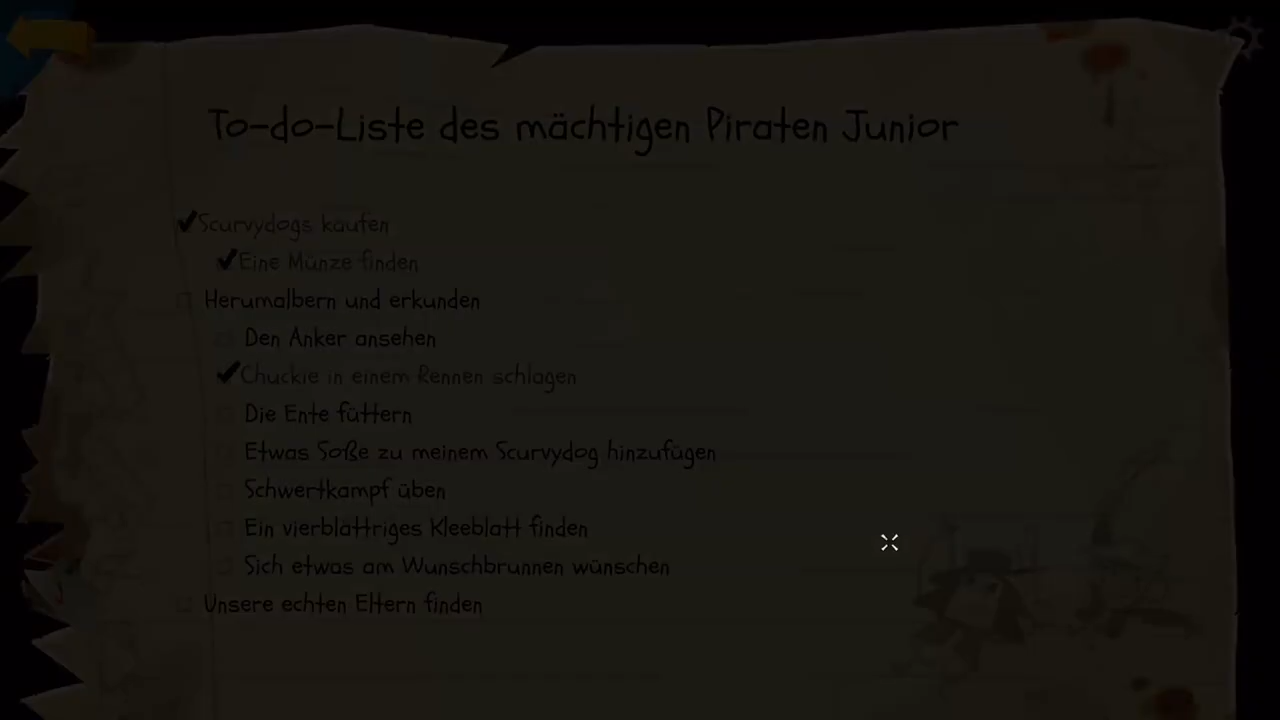 To-do-Liste des mächtigen Piraten Junior
Scurvydogs kaufen
Eine Münze finden
Herumalbern und erkunden
Den Anker ansehen
Chuckie in einem Rennen schlagen
Die Ente füttern
Etwas Soße zu meinem Scurvydog hinzufügen
Schwertkampf üben
Ein vierblättriges Kleeblatt finden
Sich etwas am Wunschbrunnen wünschen
Unsere echten Eltern finden